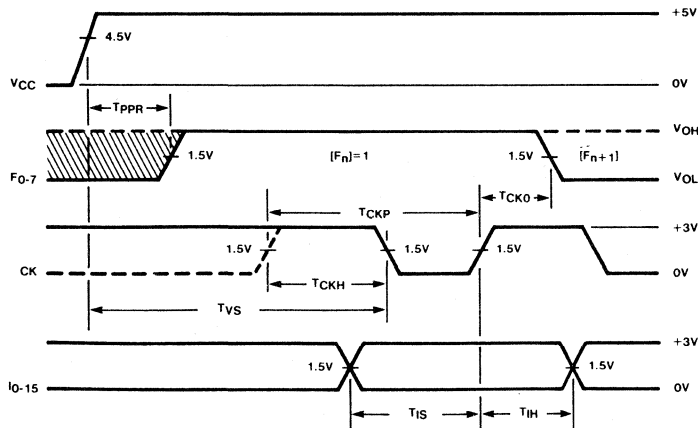 +5V
4.5V
VCC
0V
TPPR
VOH
1.5V
[Fn]=1
1.5V
[Fn+1]
F0-7
VOL
TCKP
TCKO
+3V
1.5V
1.5V
1.5V
CK
TCKH
0V
TVS
+3V
1.5V
1.5V
I0-15
0V
TIS
TIH